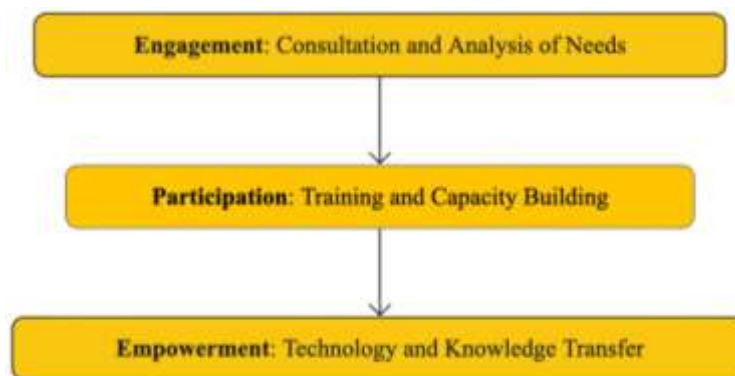 Engagement: Consultation and Analysis of Needs
Participation: Training and Capacity Building
Empowerment: Technology and Knowledge Transfer